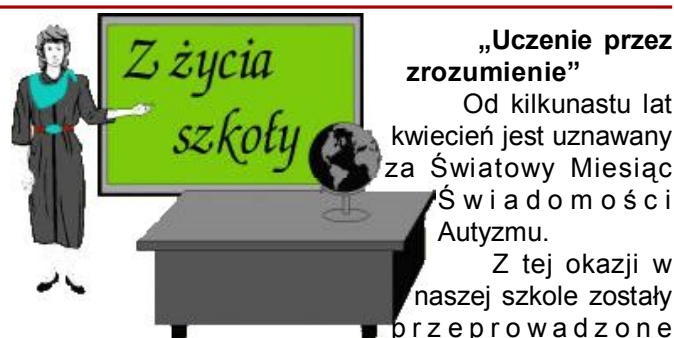 Z życia
szkoły
„Uczenie przez
zrozumienie”
Od kilkunastu lat
kwiecień jest uznawany
za Światowy Miesiąc
Świadomości
Autyzmu.
Z tej okazji w
naszej szkole zostały
przeprowadzone